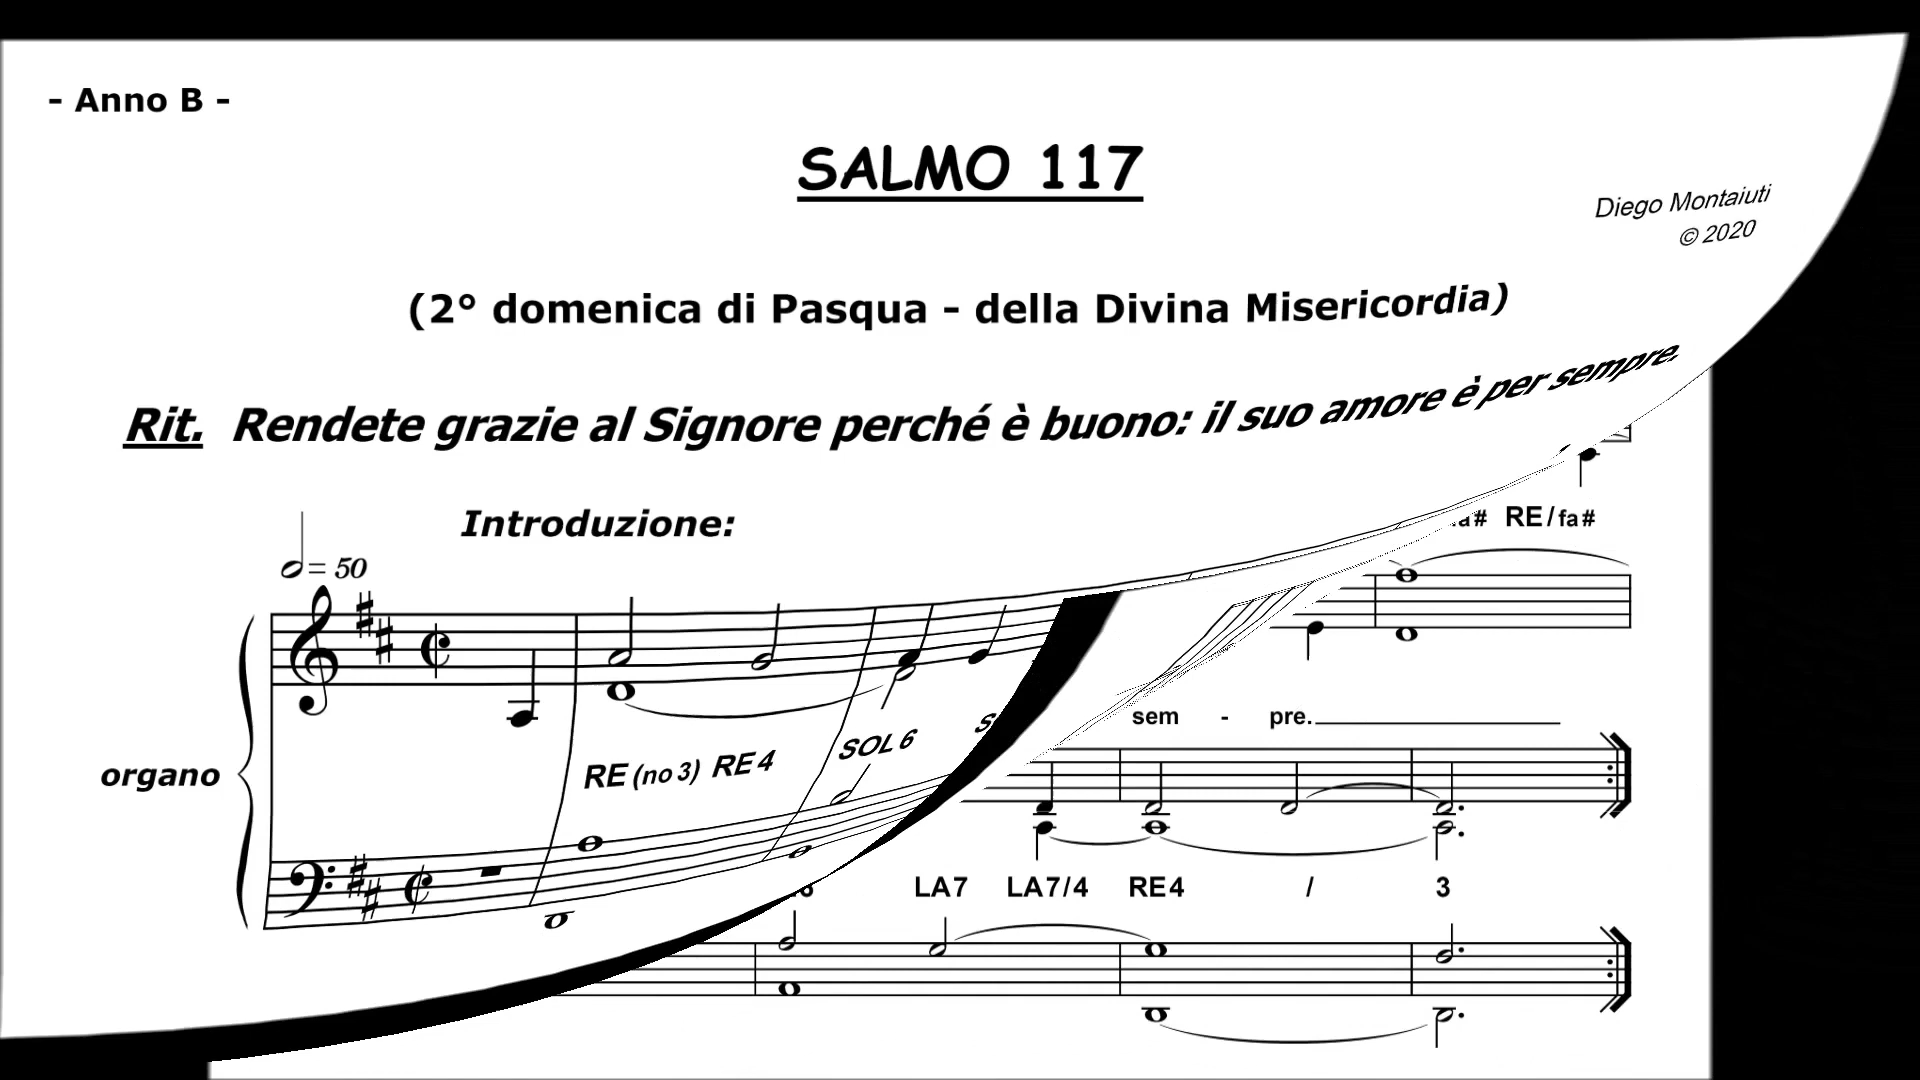 - Anno B -
SALMO 117
Diego Montaiuti
© 2020
(2° domenica di Pasqua - della Divina Misericordia)
Rit. Rendete grazie al Signore perché è buono: il suo amore è per sempre.
Introduzione:
= 50
RE/fa#
organo
RE (no 3) RE 4 SOL 6
sem - pre.
LA7 LA7/4 RE4 / 3